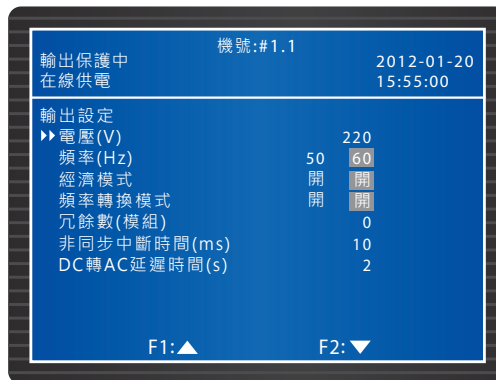 機號:#1.1
輸出保護中 2012-01-20
在線供電 15:55:00
輸出設定
電壓(V) 220
頻率(Hz) 50 60
經濟模式 開 開
頻率轉換模式 開 開
冗餘數(模組) 0
非同步中斷時間(ms) 10
DC轉AC延遲時間(s) 2
F1:▲ F2:▼